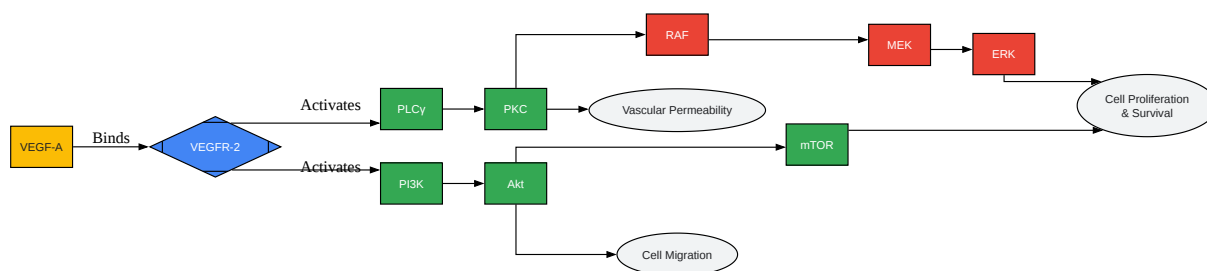 VEGF-A
Binds
VEGFR-2
Activates
PLCγ
PKC
RAF
MEK
ERK
Vascular Permeability
Cell Proliferation
& Survival
Activates
PI3K
Akt
mTOR
Cell Migration